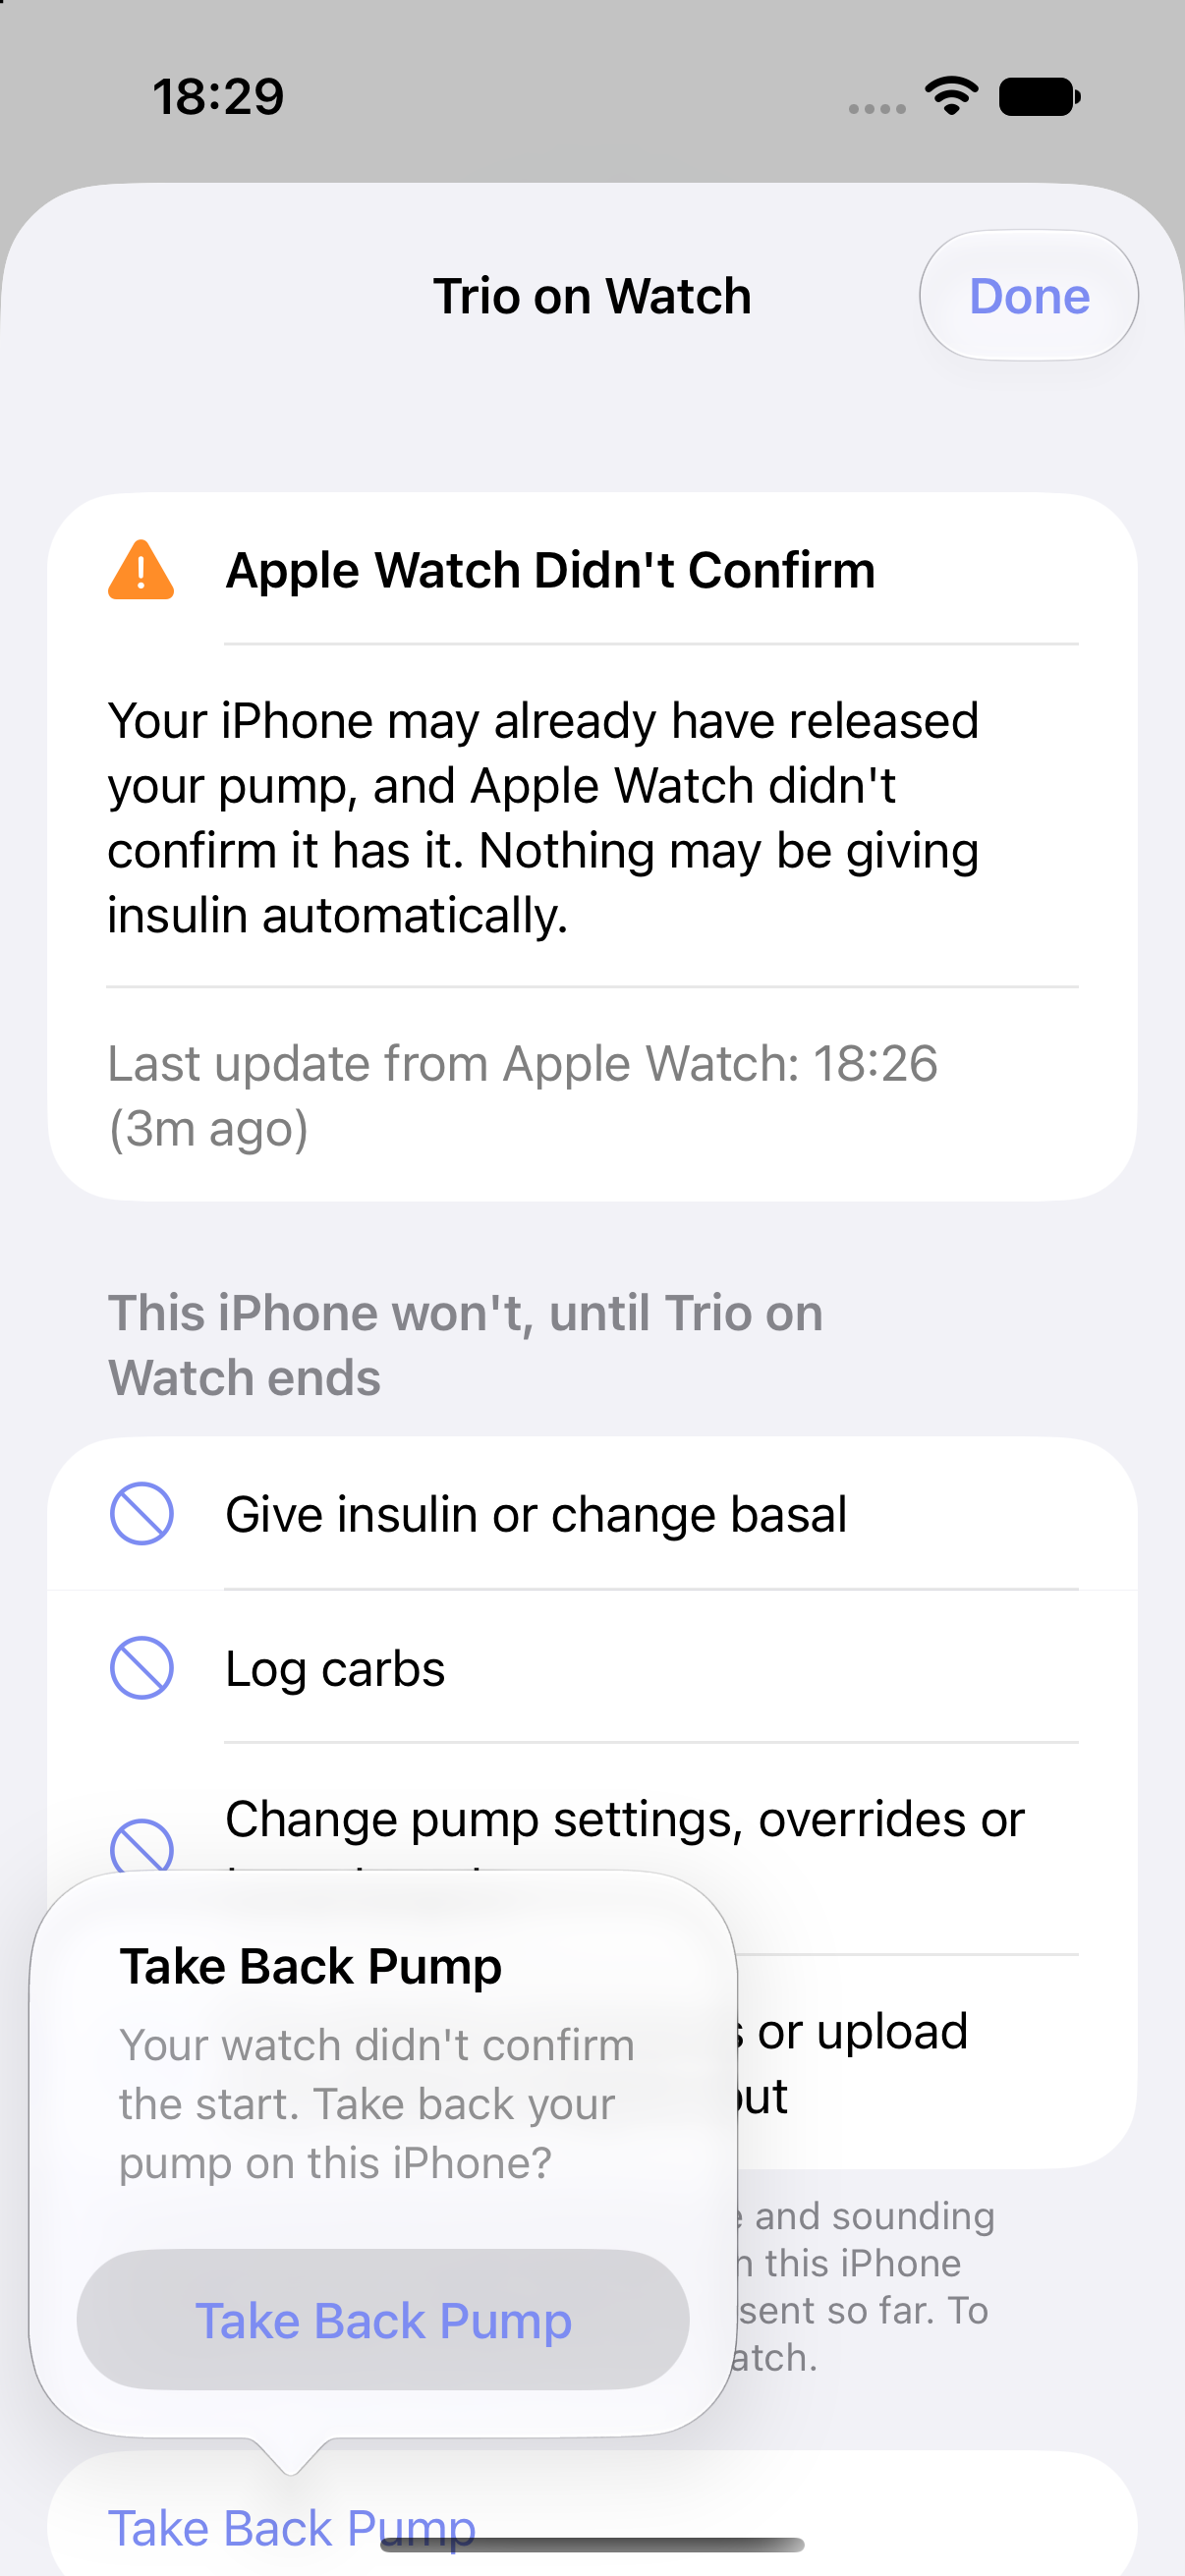 18:29
Trio on Watch
Done
Apple Watch Didn't Confirm
Your iPhone may already have released
your pump, and Apple Watch didn't
confirm it has it. Nothing may be giving
insulin automatically.
Last update from Apple Watch: 18:26
(3m ago)
This iPhone won't, until Trio on
Watch ends
Give insulin or change basal
Log carbs
Change pump settings, overrides or
Take Back Pump
Your watch didn't confirm
the start. Take back your
pump on this iPhone?
Take Back Pump
or upload
and sounding
this iPhone
sent so far. To
Take Back Pump